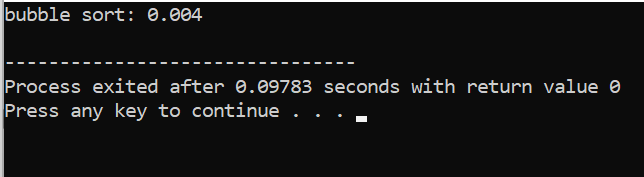 bubble sort: 0.004
--------------------------------
Process exited after 0.09783 seconds with return value 0
Press any key to continue . . .